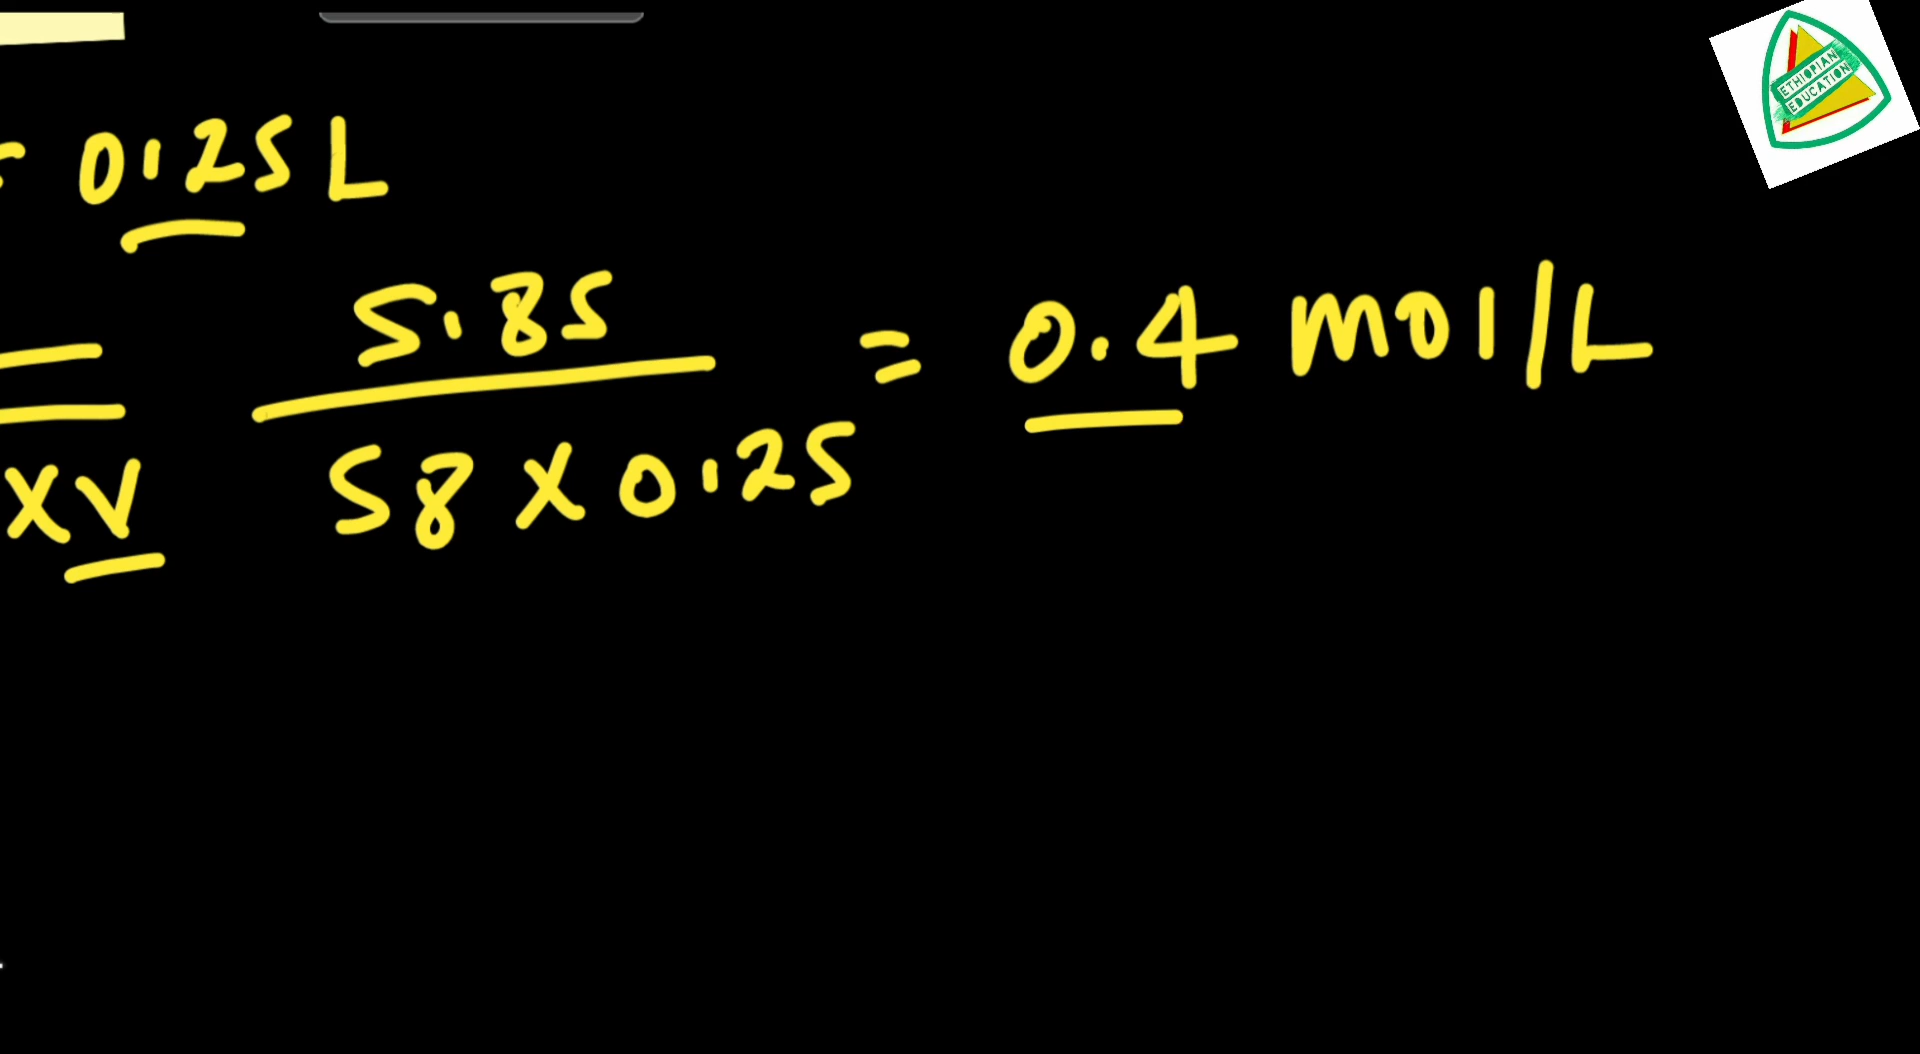 ETHIOPIAN
EDUCATION
= 0.25 L
5.85
= 0.4 mol/L
58 x 0.25
x V